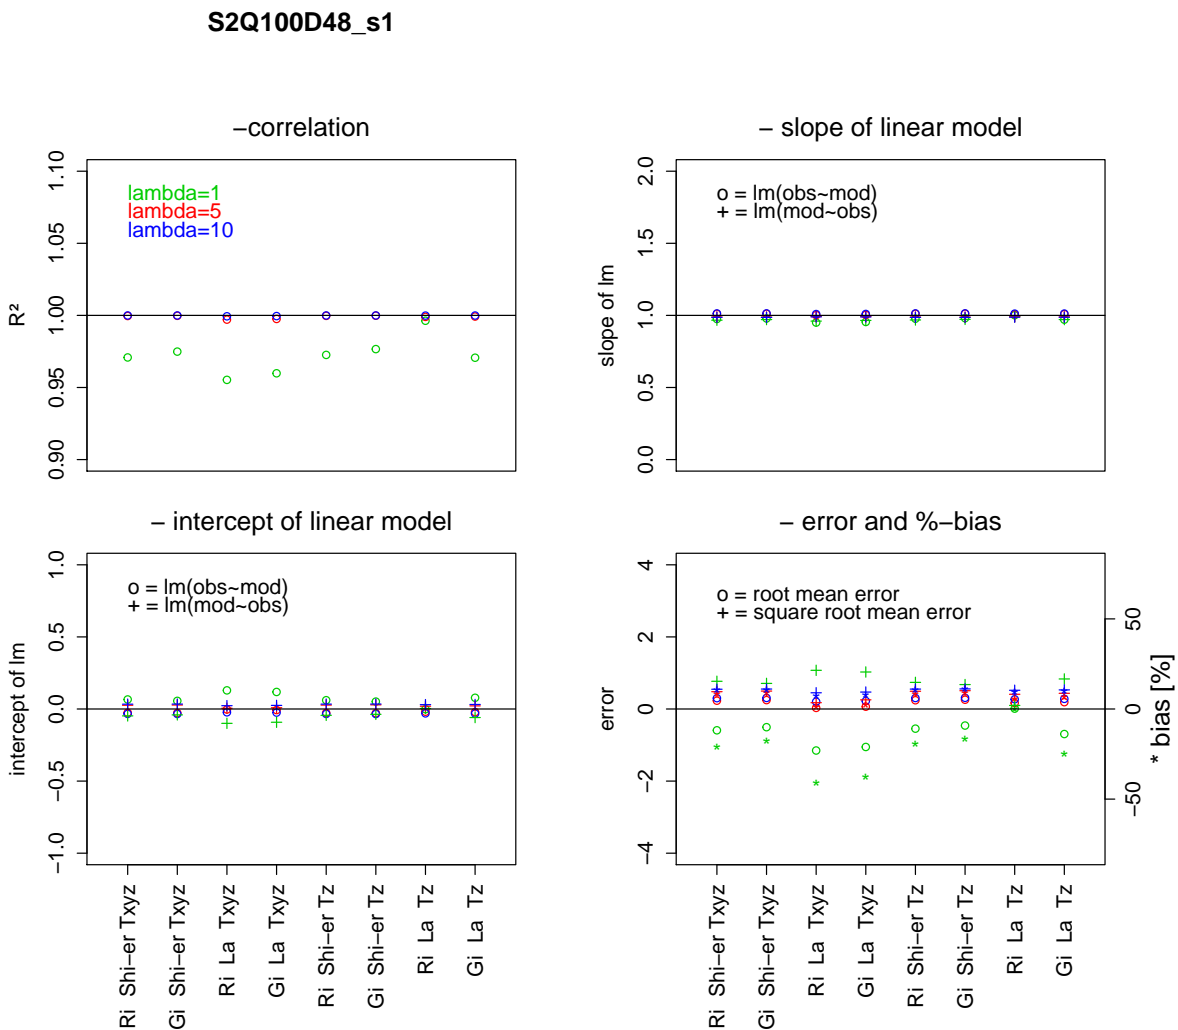 S2Q100D48_s1
−correlation
1.10
1.05
1.00
0.95
0.90
R²
lambda=1
lambda=5
lambda=10
− slope of linear model
2.0
1.5
1.0
0.5
0.0
slope of lm
o = lm(obs~mod)
+ = lm(mod~obs)
− intercept of linear model
1.0
0.5
0.0
−0.5
−1.0
intercept of lm
o = lm(obs~mod)
+ = lm(mod~obs)
Ri Shi−er Txyz
Gi Shi−er Txyz
Ri La Txyz
Gi La Txyz
Ri Shi−er Tz
Gi Shi−er Tz
Ri La Tz
Gi La Tz
− error and %−bias
4
2
0
−2
−4
error
o = root mean error
+ = square root mean error
50
0
−50
* bias [%]
Ri Shi−er Txyz
Gi Shi−er Txyz
Ri La Txyz
Gi La Txyz
Ri Shi−er Tz
Gi Shi−er Tz
Ri La Tz
Gi La Tz